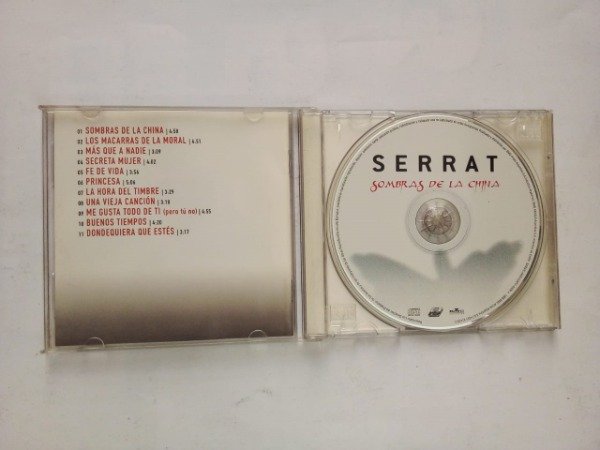 01 SOMBRAS DE LA CHINA | 4:58
02 LOS MACARRAS DE LA MORAL | 4:51
03 MÁS QUE A NADIE | 3:09
04 SECRETA MUJER | 4:02
05 FE DE VIDA | 3:54
06 PRINCESA | 5:06
07 LA HORA DEL TIMBRE | 3:29
08 UNA VIEJA CANCIÓN | 3:18
09 ME GUSTA TODO DE TI (pero tú no) | 4:55
10 BUENOS TIEMPOS | 4:20
11 DONDEQUIERA QUE ESTÉS | 3:17
SERRAT
SOMBRAS DE LA CHINA